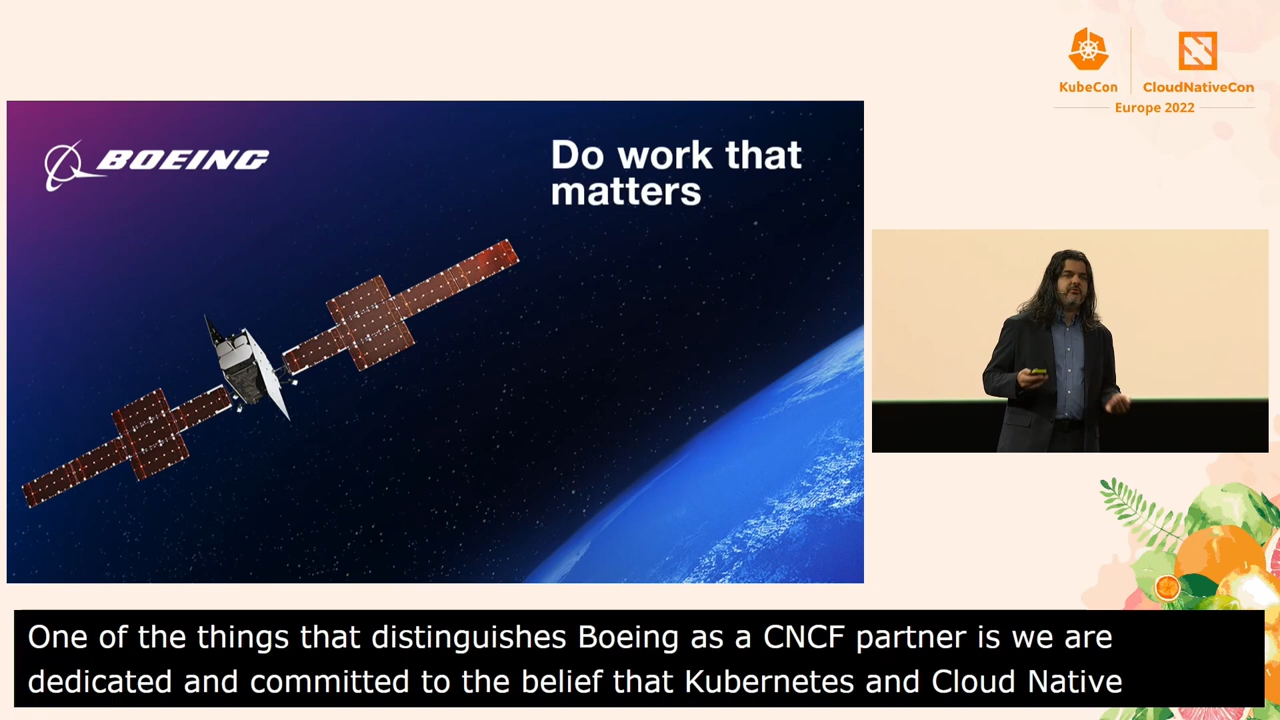 KubeCon
CloudNativeCon
Europe 2022
BOEING
Do work that
matters
One of the things that distinguishes Boeing as a CNCF partner is we are
dedicated and committed to the belief that Kubernetes and Cloud Native